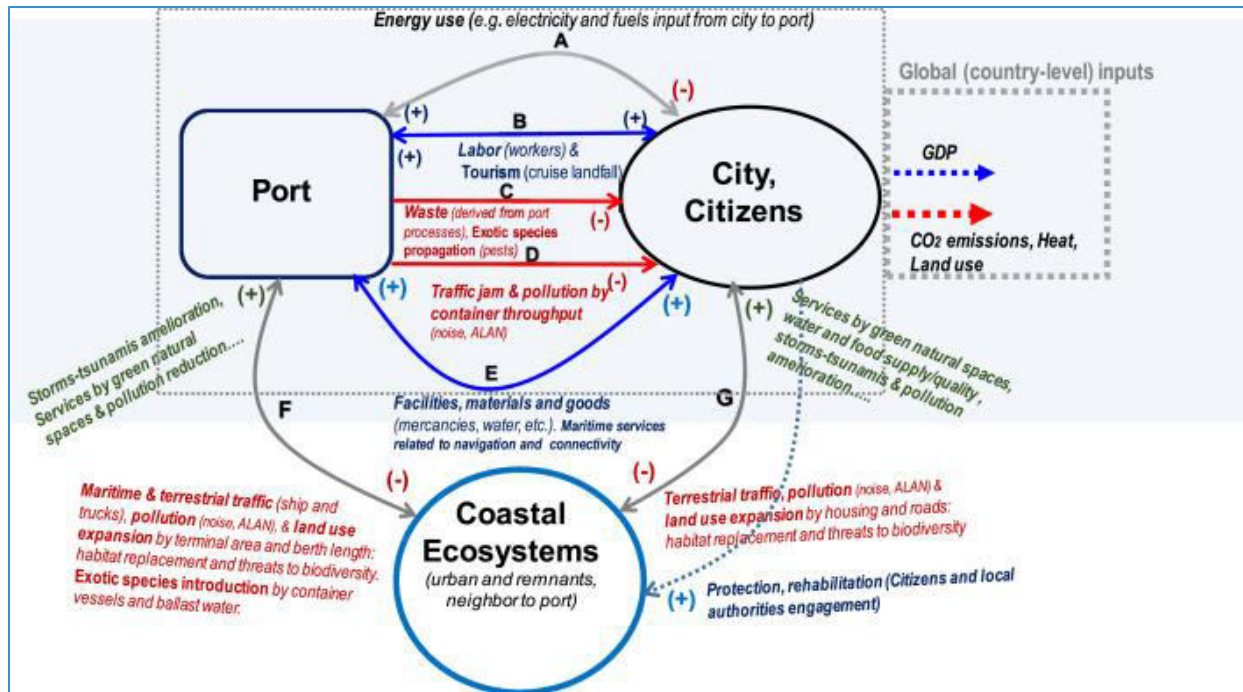 Energy use (e.g. electricity and fuels input from city to port)
A
Global (country-level) inputs
(-)
(+)
B
(+)
(+)
Labor (workers) &
Tourism (cruise landfall)
GDP
Port
City,
Citizens
C
(-)
Waste (derived from port
processes), Exotic species
propagation (pests)
D
CO2 emissions, Heat,
Land use
(+)
(+)
(-)
Traffic jam & pollution by
container throughput
(noise, ALAN)
(+)
(+)
Storms-tsunamis amelioration,
Services by green natural
spaces & pollution reduction....
Services by green natural spaces,
water and food supply/quality,
storms-tsunamis & pollution
amelioration.....
E
F
G
Facilities, materials and goods
(mercancies, water, etc.). Maritime services
related to navigation and connectivity
(-)
(-)
Maritime & terrestrial traffic (ship and
trucks), pollution (noise, ALAN), & land use
expansion by terminal area and berth length:
habitat replacement and threats to biodiversity.
Exotic species introduction by container
vessels and ballast water.
Coastal
Ecosystems
(urban and remnants,
neighbor to port)
Terrestrial traffic, pollution (noise, ALAN) &
land use expansion by housing and roads:
habitat replacement and threats to biodiversity
(+)
Protection, rehabilitation (Citizens and local
authorities engagement)